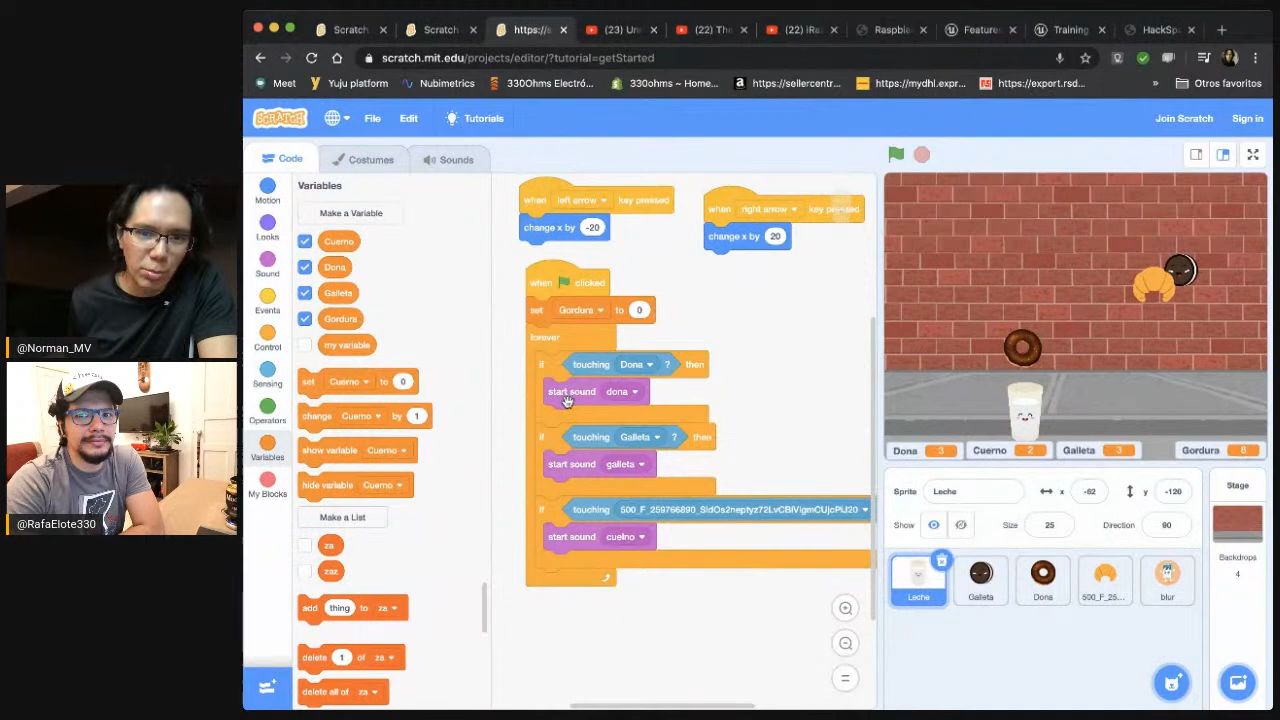 Scratch
Scratch
https://s
(23) Ure
(22) The
(22) iRa
Raspbe
Features
Training
HackSp
scratch.mit.edu/projects/editor/?tutorial=getStarted
Meet
Yuju platform
Nubimetrics
330Ohms Electró...
330ohms ~ Home...
https://sellercentr...
https://mydhl.expr...
https://export.rsd...
»
Otros favoritos
SCRATCH
File
Edit
Tutorials
Join Scratch
Sign in
Code
Costumes
Sounds
Motion
Looks
Sound
Events
Control
Sensing
Operators
Variables
My Blocks
Variables
Make a Variable
Cuerno
Dona
Galleta
Gordura
my variable
set Cuerno to 0
change Cuerno by 1
show variable Cuerno
hide variable Cuerno
Make a List
za
zaz
add thing to za
delete 1 of za
delete all of za
when left arrow key pressed
change x by -20
when right arrow key pressed
change x by 20
when clicked
set Gordura to 0
forever
if touching Dona ? then
start sound dona
if touching Galleta ? then
start sound galleta
if touching
start sound cuelno
Dona 3
Cuerno 2
Galleta 3
Gordura 8
Sprite Leche
x -62
y -120
Show
Size 25
Direction 90
Leche
Galleta
Dona
500_F_25...
blur
Stage
Backdrops
4
@Norman_MV
@RafaElote330